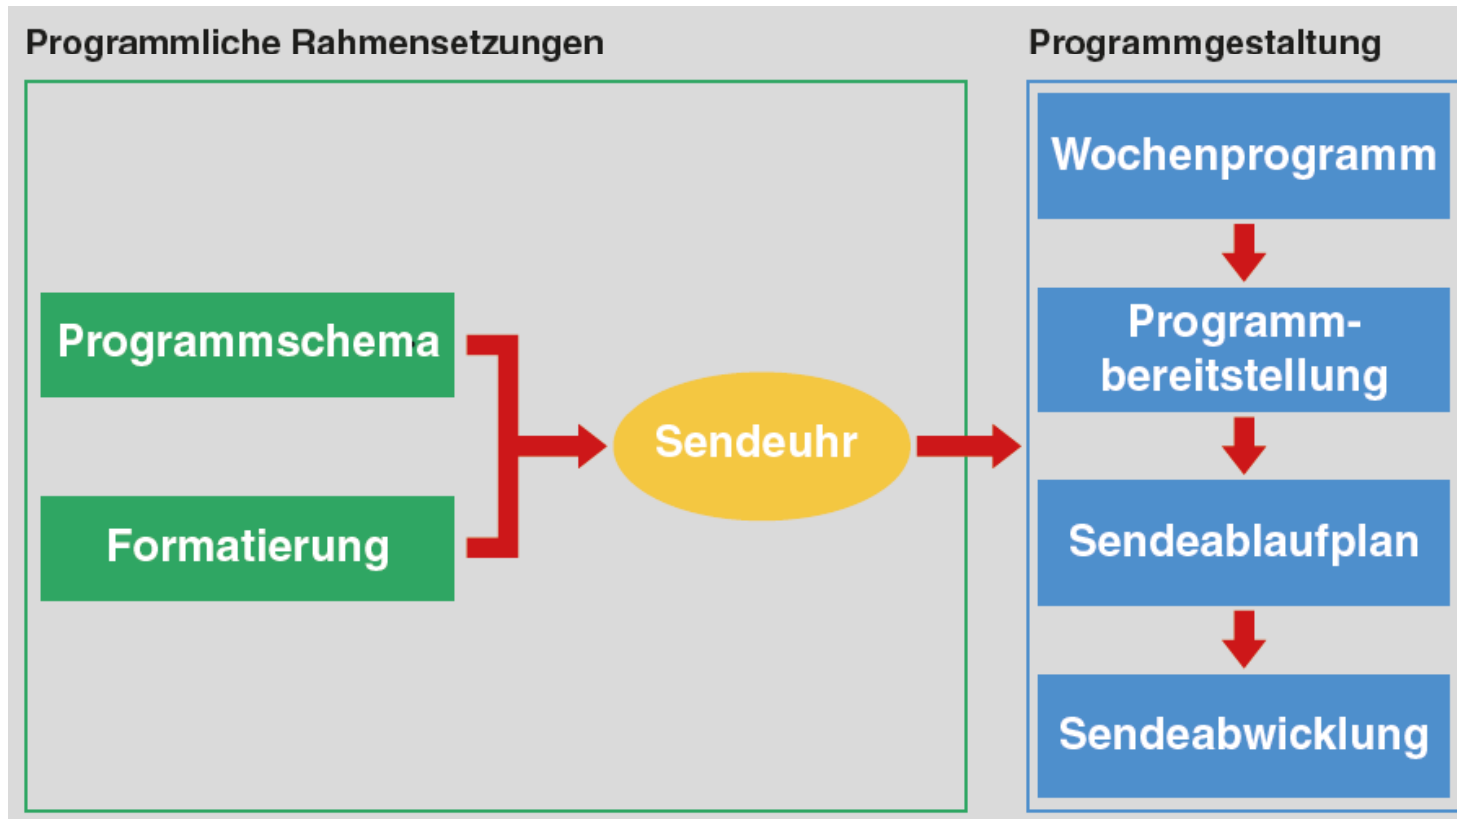 Programmliche Rahmensetzungen
Programmschema
Formatierung
Sendeuhr
Programmgestaltung
Wochenprogramm
Programm-
bereitstellung
Sendeablaufplan
Sendeabwicklung